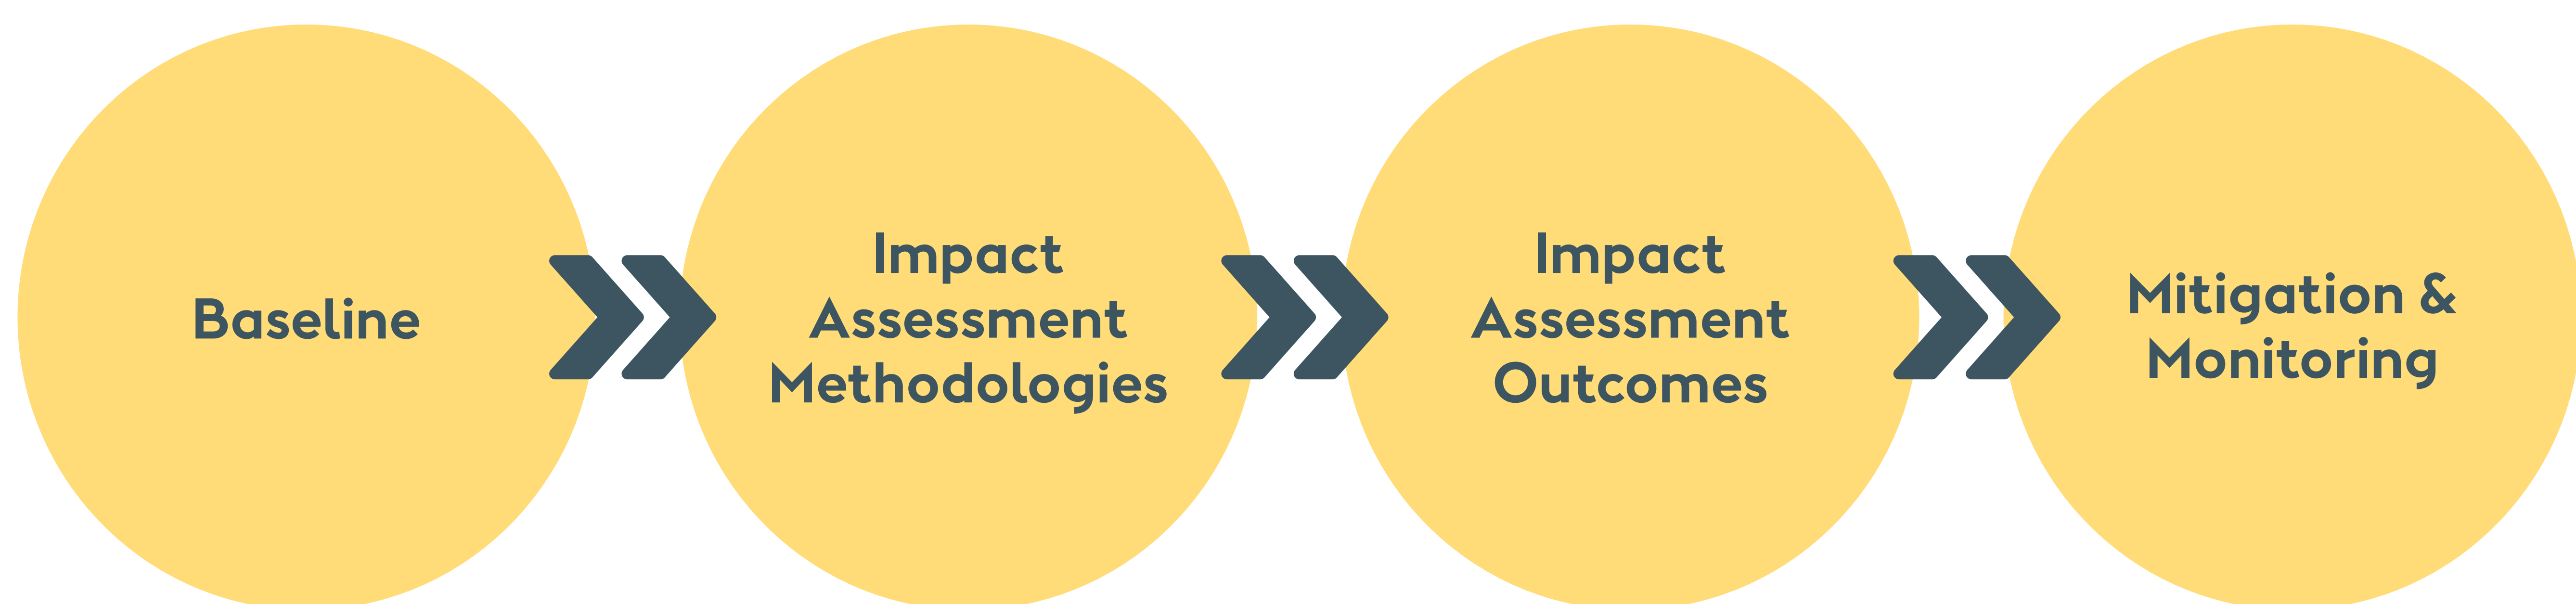 Baseline
Impact
Assessment
Methodologies
Impact
Assessment
Outcomes
Mitigation &
Monitoring